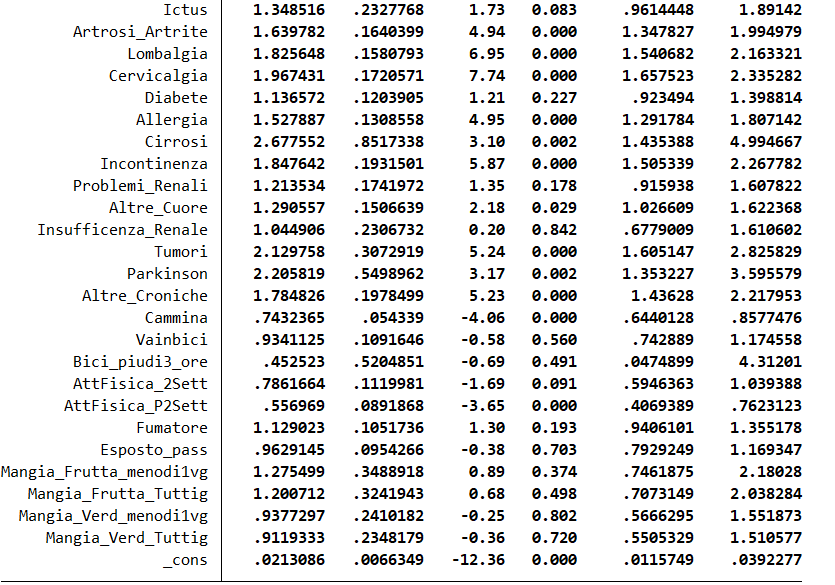 Ictus 1.348516 .2327768 1.73 0.083 .9614448 1.89142
Artrosi_Artrite 1.639782 .1640399 4.94 0.000 1.347827 1.994979
Lombalgia 1.825648 .1580793 6.95 0.000 1.540682 2.163321
Cervicalgia 1.967431 .1720571 7.74 0.000 1.657523 2.335282
Diabete 1.136572 .1203905 1.21 0.227 .923494 1.398814
Allergia 1.527887 .1308558 4.95 0.000 1.291784 1.807142
Cirrosi 2.677552 .8517338 3.10 0.002 1.435388 4.994667
Incontinenza 1.847642 .1931501 5.87 0.000 1.505339 2.267782
Problemi_Renali 1.213534 .1741972 1.35 0.178 .915938 1.607822
Altre_Cuore 1.290557 .1506639 2.18 0.029 1.026609 1.622368
Insufficenza_Renale 1.044906 .2306732 0.20 0.842 .6779009 1.610602
Tumori 2.129758 .3072919 5.24 0.000 1.605147 2.825829
Parkinson 2.205819 .5498962 3.17 0.002 1.353227 3.595579
Altre_Croniche 1.784826 .1978499 5.23 0.000 1.43628 2.217953
Cammina .7432365 .054339 -4.06 0.000 .6440128 .8577476
Vainbici .9341125 .1091646 -0.58 0.560 .742889 1.174558
Bici_piudi3_ore .452523 .5204851 -0.69 0.491 .0474899 4.31201
AttFisica_2Sett .7861664 .1119981 -1.69 0.091 .5946363 1.039388
AttFisica_P2Sett .556969 .0891868 -3.65 0.000 .4069389 .7623123
Fumatore 1.129023 .1051736 1.30 0.193 .9406101 1.355178
Esposto_pass .9629145 .0954266 -0.38 0.703 .7929249 1.169347
Mangia_Frutta_menodi1vg 1.275499 .3488918 0.89 0.374 .7461875 2.18028
Mangia_Frutta_Tuttig 1.200712 .3241943 0.68 0.498 .7073149 2.038284
Mangia_Verd_menodi1vg .9377297 .2410182 -0.25 0.802 .5666295 1.551873
Mangia_Verd_Tuttig .9119333 .2348179 -0.36 0.720 .5505329 1.510577
_cons .0213086 .0066349 -12.36 0.000 .0115749 .0392277